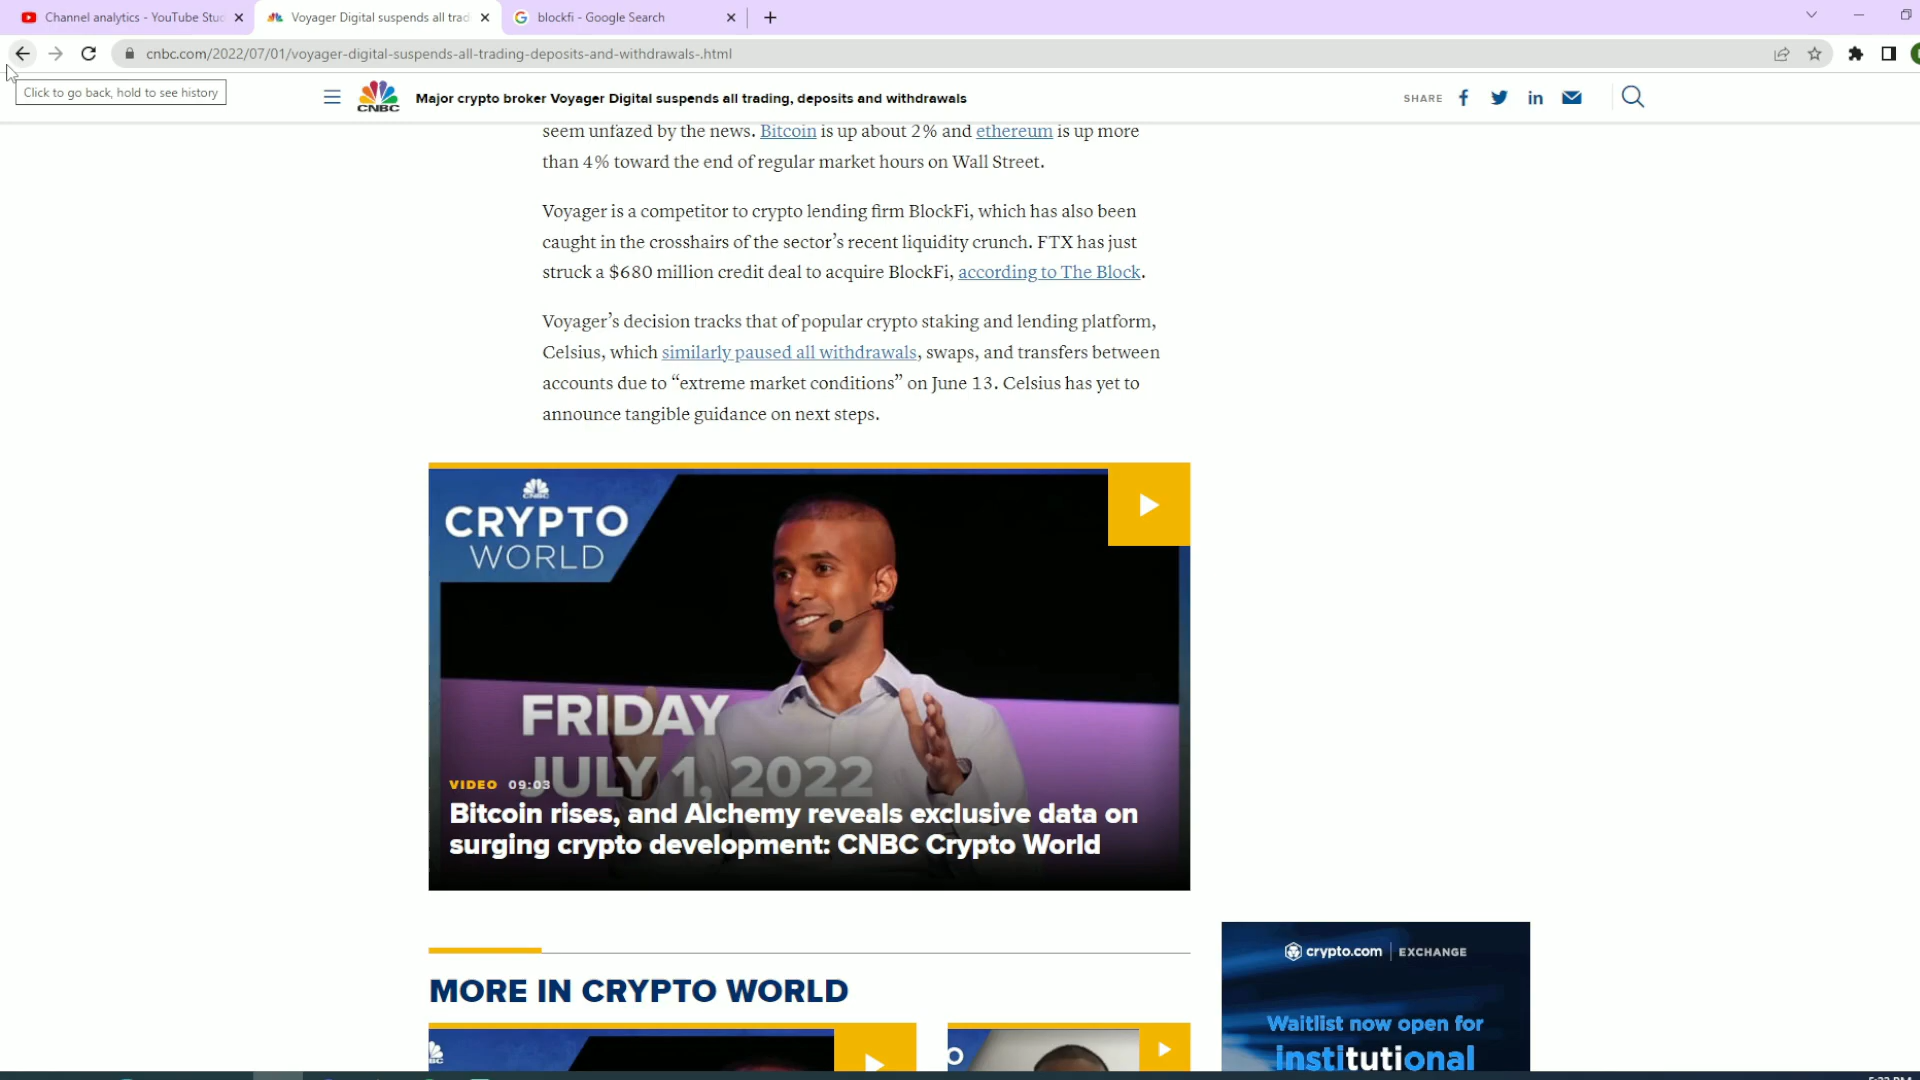 Channel analytics - YouTube Stu
Voyager Digital suspends all trad
blockfi - Google Search
cnbc.com/2022/07/01/voyager-digital-suspends-all-trading-deposits-and-withdrawals-.html
Click to go back, hold to see history
CNBC
Major crypto broker Voyager Digital suspends all trading, deposits and withdrawals
SHARE
seem unfazed by the news. Bitcoin is up about 2% and ethereum is up more
than 4% toward the end of regular market hours on Wall Street.
Voyager is a competitor to crypto lending firm BlockFi, which has also been
caught in the crosshairs of the sector’s recent liquidity crunch. FTX has just
struck a $680 million credit deal to acquire BlockFi, according to The Block.
Voyager’s decision tracks that of popular crypto staking and lending platform,
Celsius, which similarly paused all withdrawals, swaps, and transfers between
accounts due to “extreme market conditions” on June 13. Celsius has yet to
announce tangible guidance on next steps.
CNBC
CRYPTO
WORLD
FRIDAY
JULY 1, 2022
VIDEO 09:03
Bitcoin rises, and Alchemy reveals exclusive data on
surging crypto development: CNBC Crypto World
MORE IN CRYPTO WORLD
crypto.com | EXCHANGE
Waitlist now open for
institutional